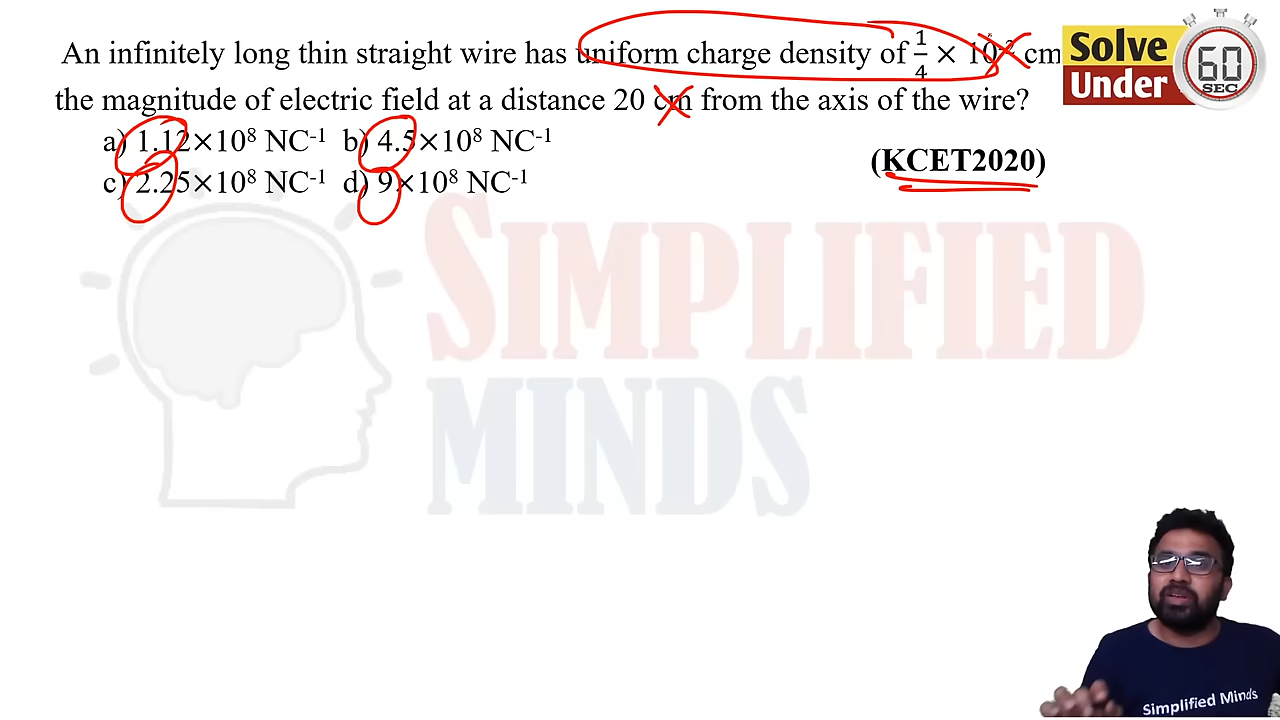 An infinitely long thin straight wire has uniform charge density of 1/4 × 10⁻² cm
the magnitude of electric field at a distance 20 cm from the axis of the wire?
a) 1.12×10⁸ NC⁻¹ b) 4.5×10⁸ NC⁻¹
c) 2.25×10⁸ NC⁻¹ d) 9×10⁸ NC⁻¹
(KCET2020)
Solve
Under
60
SEC
SIMPLIFIED
MINDS
Simplified Minds